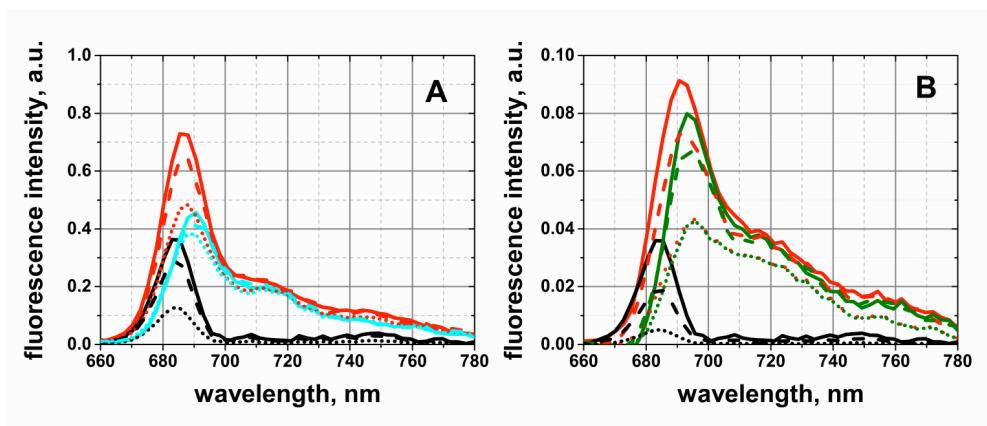 A
fluorescence intensity, a.u.
1.0
0.8
0.6
0.4
0.2
0.0
660 680 700 720 740 760 780
wavelength, nm
B
fluorescence intensity, a.u.
0.10
0.08
0.06
0.04
0.02
0.00
660 680 700 720 740 760 780
wavelength, nm